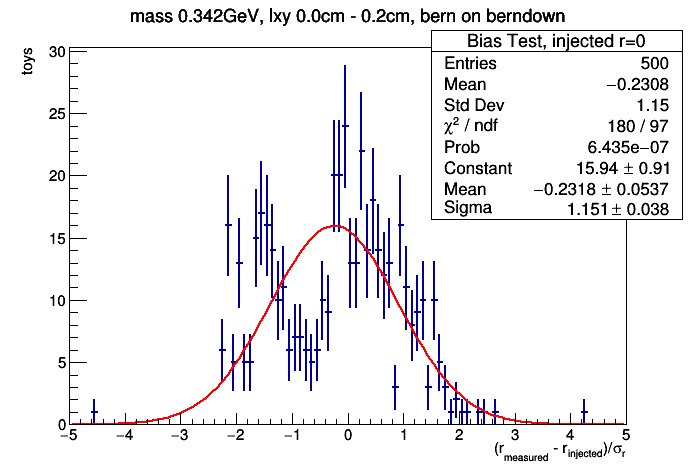 mass 0.342GeV, lxy 0.0cm - 0.2cm, bern on berndown
Bias Test, injected r=0
Entries 500
Mean −0.2308
Std Dev 1.15
χ² / ndf 180 / 97
Prob 6.435e−07
Constant 15.94 ± 0.91
Mean −0.2318 ± 0.0537
Sigma 1.151 ± 0.038
toys
30
25
20
15
10
5
0
−5 −4 −3 −2 −1 0 1 2 3 4 5
(r_measured - r_injected)/σ_r